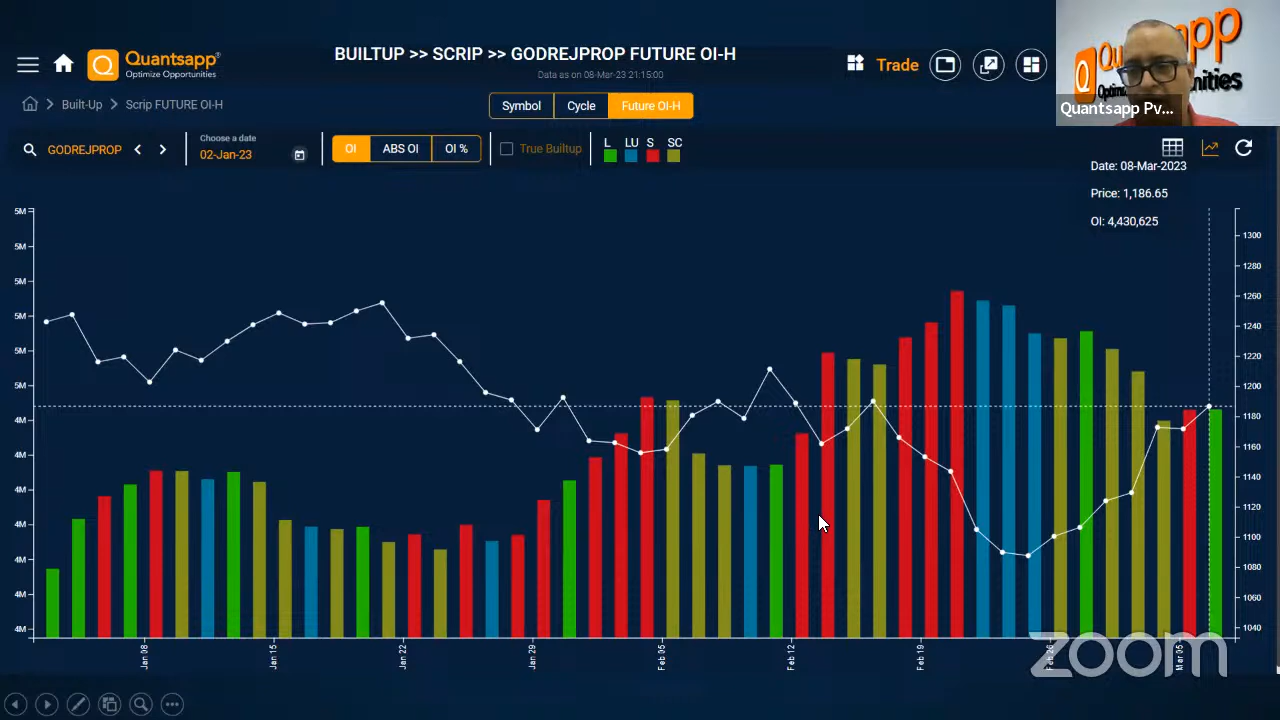 Quantsapp®
Optimize Opportunities
BUILTUP >> SCRIP >> GODREJPROP FUTURE OI-H
Data as on 08-Mar-23 21:15:00
Trade
Built-Up
Scrip FUTURE OI-H
Symbol
Cycle
Future OI-H
Quantsapp Pv...
GODREJPROP
Choose a date
02-Jan-23
OI
ABS OI
OI %
True Builtup
L
LU
S
SC
Date: 08-Mar-2023
Price: 1,186.65
OI: 4,430,625
5M
5M
5M
5M
5M
5M
4M
4M
4M
4M
4M
4M
4M
1300
1280
1260
1240
1220
1200
1180
1160
1140
1120
1100
1080
1060
1040
Jan 08
Jan 15
Jan 22
Jan 29
Feb 05
Feb 12
Feb 19
Feb 26
Mar 05
zoom